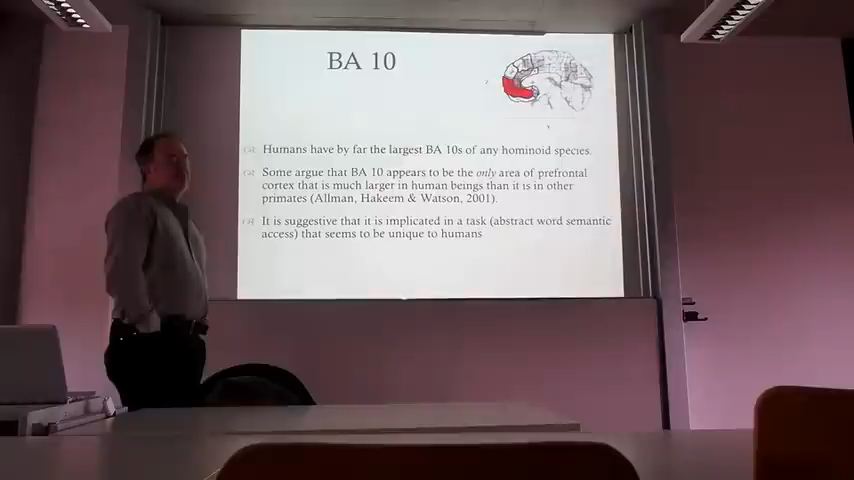 BA 10
Humans have by far the largest BA 10s of any hominoid species.
Some argue that BA 10 appears to be the only area of prefrontal
cortex that is much larger in human beings than it is in other
primates (Allman, Hakeem & Watson, 2001).
It is suggestive that it is implicated in a task (abstract word semantic
access) that seems to be unique to humans